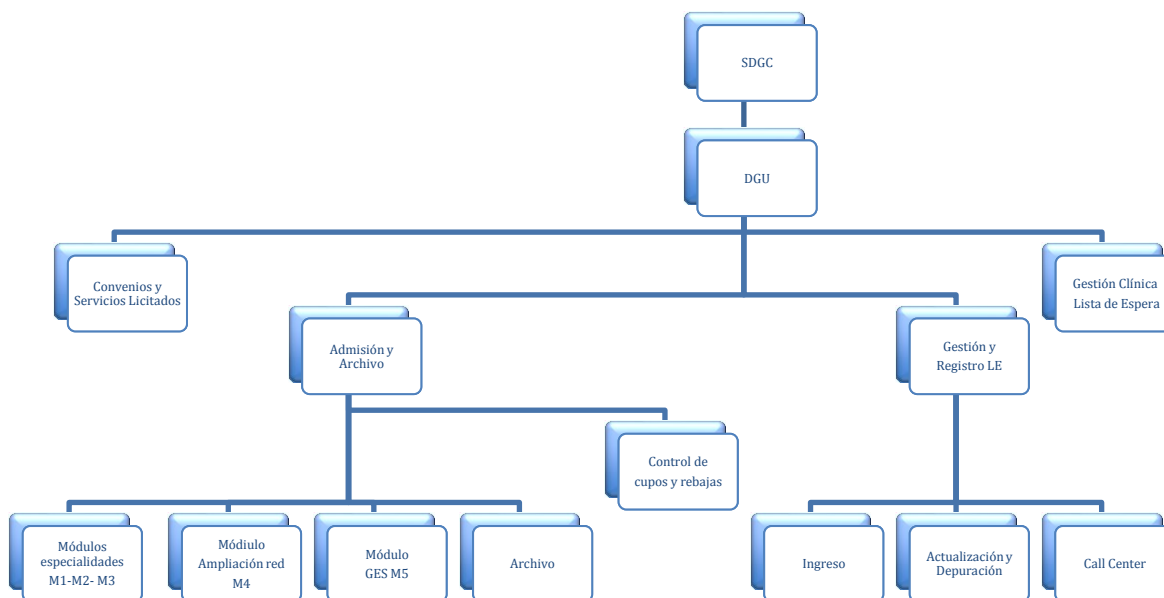 SDGC
DGU
Convenios y
Servicios Licitados
Gestión Clínica
Lista de Espera
Admisión y
Archivo
Gestión y
Registro LE
Control de
cupos y rebajas
Módulos
especialidades
M1-M2- M3
Módiulo
Ampliación red
M4
Módulo
GES M5
Archivo
Ingreso
Actualización y
Depuración
Call Center